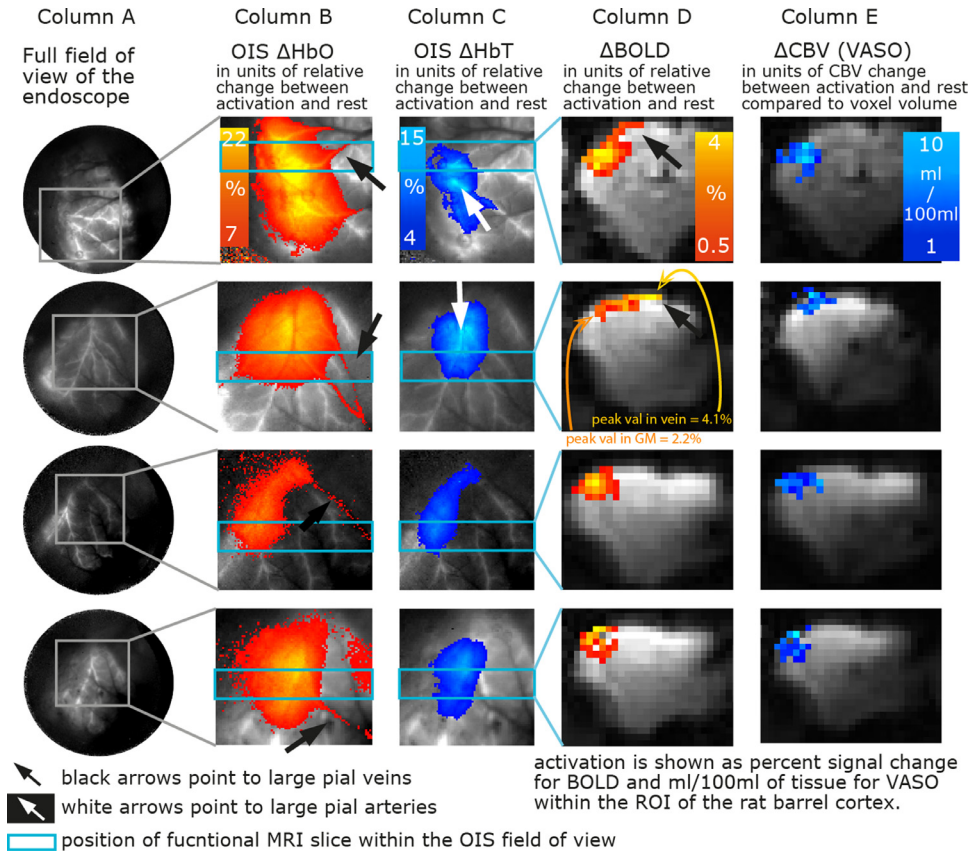 Column A
Column B
Column C
Column D
Column E
Full field of
view of the
endoscope
OIS ΔHbO
in units of relative
change between
activation and rest
OIS ΔHbT
in units of relative
change between
activation and rest
ΔBOLD
in units of relative
change between
activation and rest
ΔCBV (VASO)
in units of CBV change
between activation and rest
compared to voxel volume
22
%
7
15
%
4
4
%
0.5
10
ml
/
100ml
1
peak val in vein = 4.1%
peak val in GM = 2.2%
black arrows point to large pial veins
white arrows point to large pial arteries
position of fucntional MRI slice within the OIS field of view
activation is shown as percent signal change
for BOLD and ml/100ml of tissue for VASO
within the ROI of the rat barrel cortex.